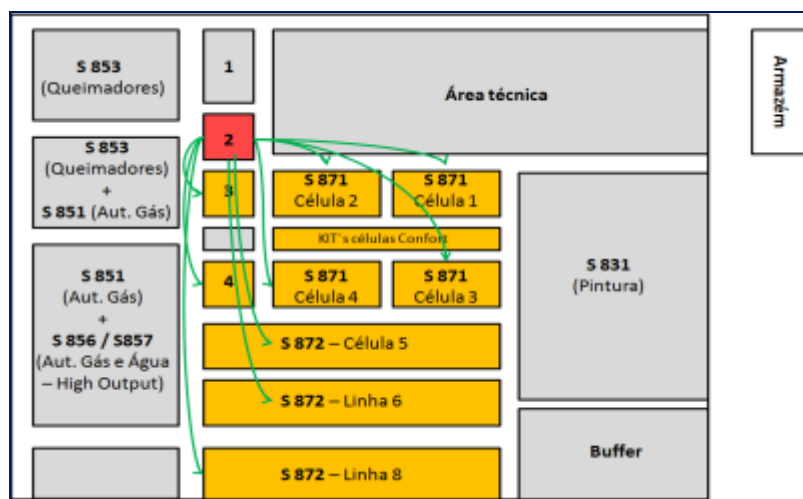 S 853
(Queimadores)
1
Área técnica
Armazém
2
S 853
(Queimadores)
+
S 851 (Aut. Gás)
3
S 871
Célula 2
S 871
Célula 1
KIT´s células Confort
S 831
(Pintura)
S 851
(Aut. Gás)
+
S 856 / S857
(Aut. Gás e Água
– High Output)
4
S 871
Célula 4
S 871
Célula 3
S 872 – Célula 5
S 872 – Linha 6
Buffer
S 872 – Linha 8